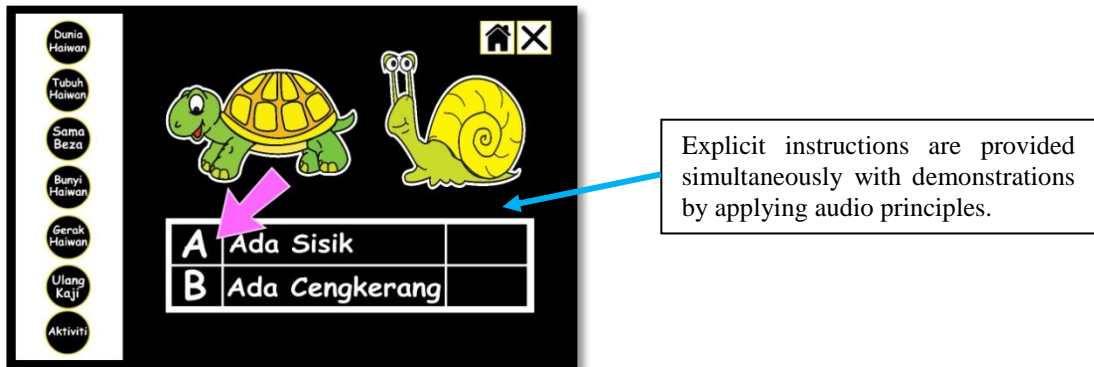 Dunia
Haiwan
Tubuh
Haiwan
Sama
Beza
Bunyi
Haiwan
Gerak
Haiwan
Ulang
Kaji
Aktiviti
A Ada Sisik
B Ada Cengkerang
Explicit instructions are provided
simultaneously with demonstrations
by applying audio principles.